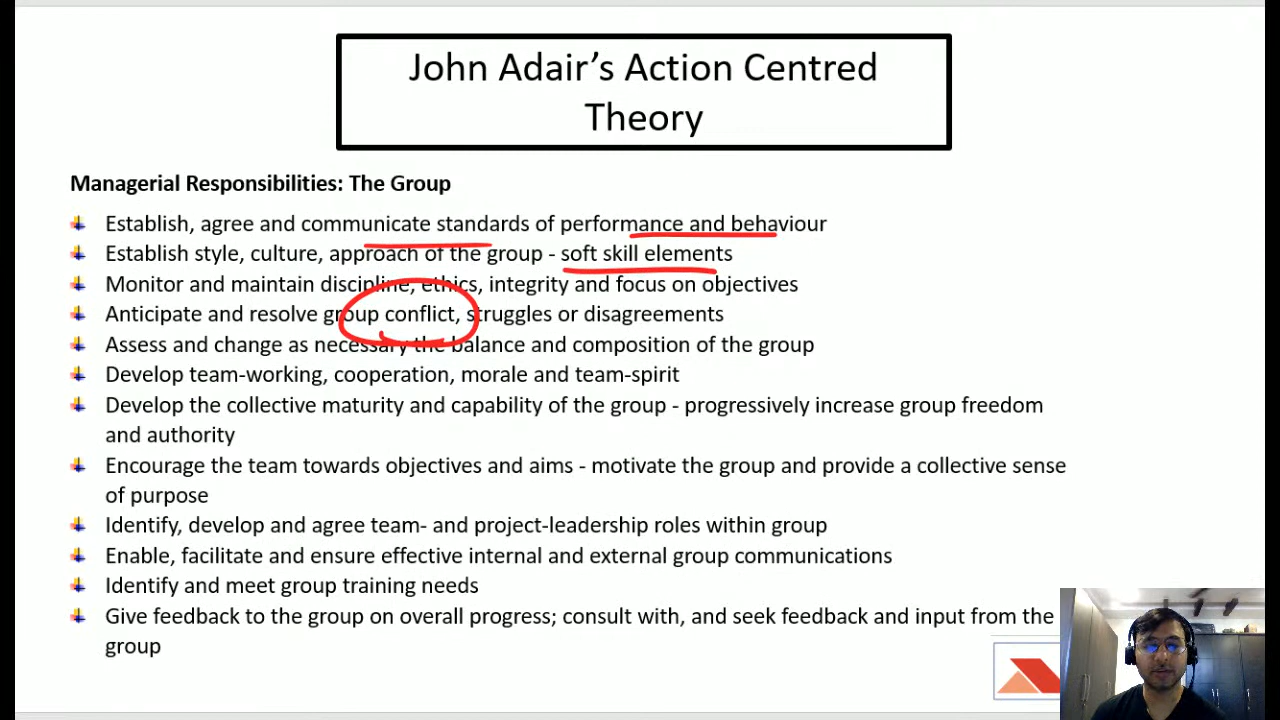 John Adair’s Action Centred
Theory
Managerial Responsibilities: The Group
Establish, agree and communicate standards of performance and behaviour
Establish style, culture, approach of the group - soft skill elements
Monitor and maintain discipline, ethics, integrity and focus on objectives
Anticipate and resolve group conflict, struggles or disagreements
Assess and change as necessary the balance and composition of the group
Develop team-working, cooperation, morale and team-spirit
Develop the collective maturity and capability of the group - progressively increase group freedom
and authority
Encourage the team towards objectives and aims - motivate the group and provide a collective sense
of purpose
Identify, develop and agree team- and project-leadership roles within group
Enable, facilitate and ensure effective internal and external group communications
Identify and meet group training needs
Give feedback to the group on overall progress; consult with, and seek feedback and input from the
group